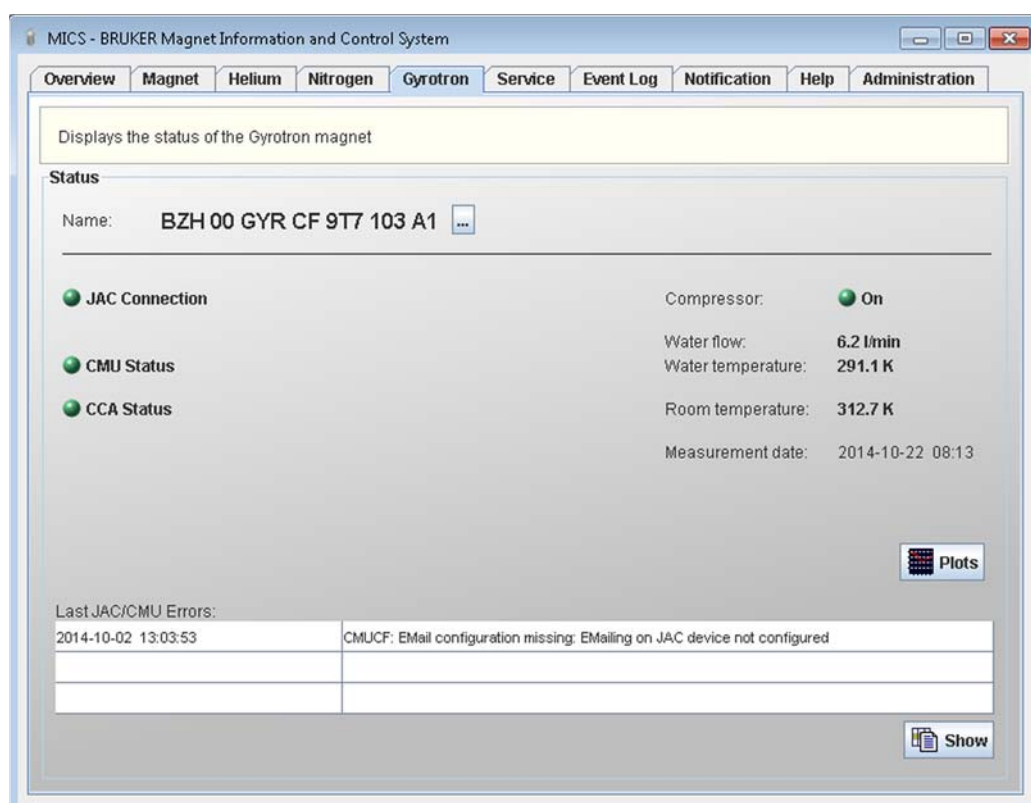 MICS - BRUKER Magnet Information and Control System
Overview Magnet Helium Nitrogen Gyrotron Service Event Log Notification Help Administration
Displays the status of the Gyrotron magnet
Status
Name: BZH 00 GYR CF 9T7 103 A1 ...
JAC Connection Compressor: On
Water flow: 6.2 l/min
CMU Status Water temperature: 291.1 K
CCA Status Room temperature: 312.7 K
Measurement date: 2014-10-22 08:13
Plots
Last JAC/CMU Errors:
2014-10-02 13:03:53 CMUCF: EMail configuration missing: EMailing on JAC device not configured
Show